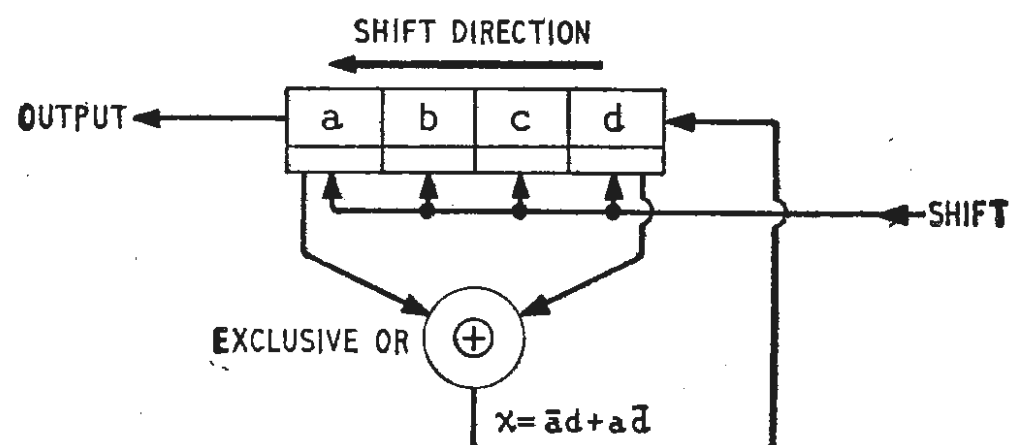 SHIFT DIRECTION
OUTPUT
a b c d
SHIFT
EXCLUSIVE OR
+
x=ād+ad̄